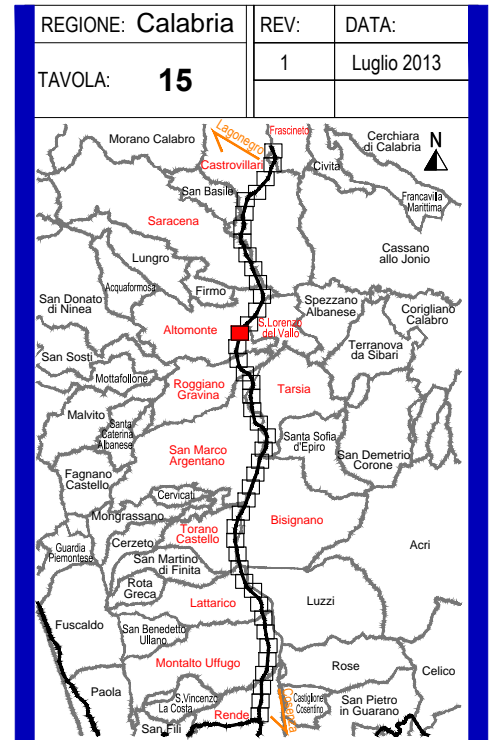 REGIONE: Calabria
REV:
DATA:
TAVOLA: 15
1
Luglio 2013
Lagonegro
Frascineto
Morano Calabro
Cerchiara
di Calabria
N
Castrovillari
Civita
San Basile
Francavilla
Marittima
Saracena
Lungro
Cassano
allo Jonio
Acquaformosa
Firmo
San Donato
di Ninea
Spezzano
Albanese
Corigliano
Calabro
Altomonte
S.Lorenzo
del Vallo
Terranova
da Sibari
San Sosti
Mottafollone
Roggiano
Gravina
Tarsia
Malvito
Santa
Caterina
Albanese
Santa Sofia
d'Epiro
San Marco
Argentano
San Demetrio
Corone
Fagnano
Castello
Cervicati
Mongrassano
Bisignano
Torano
Castello
Cerzeto
Acri
Guardia
Piemontese
San Martino
di Finita
Rota
Greca
Lattarico
Luzzi
Fuscaldo
San Benedetto
Ullano
Montalto Uffugo
Rose
Celico
Paola
S.Vincenzo
La Costa
Cosenza
Castiglione
Cosentino
San Pietro
in Guarano
Rende
San Fili